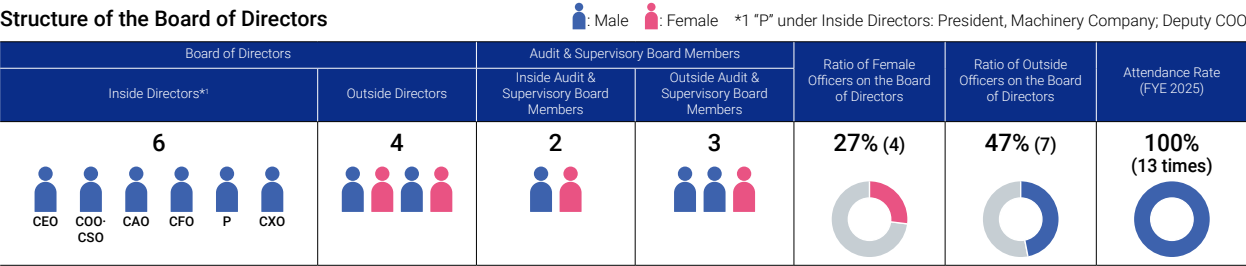 Structure of the Board of Directors
: Male : Female *1 “P” under Inside Directors: President, Machinery Company; Deputy COO
Board of Directors
Audit & Supervisory Board Members
Ratio of Female
Officers on the Board
of Directors
Ratio of Outside
Officers on the Board
of Directors
Attendance Rate
(FYE 2025)
Inside Directors*1
Outside Directors
Inside Audit &
Supervisory Board
Members
Outside Audit &
Supervisory Board
Members
6
4
2
3
27% (4)
47% (7)
100%
(13 times)
CEO
COO·
CSO
CAO
CFO
P
CXO